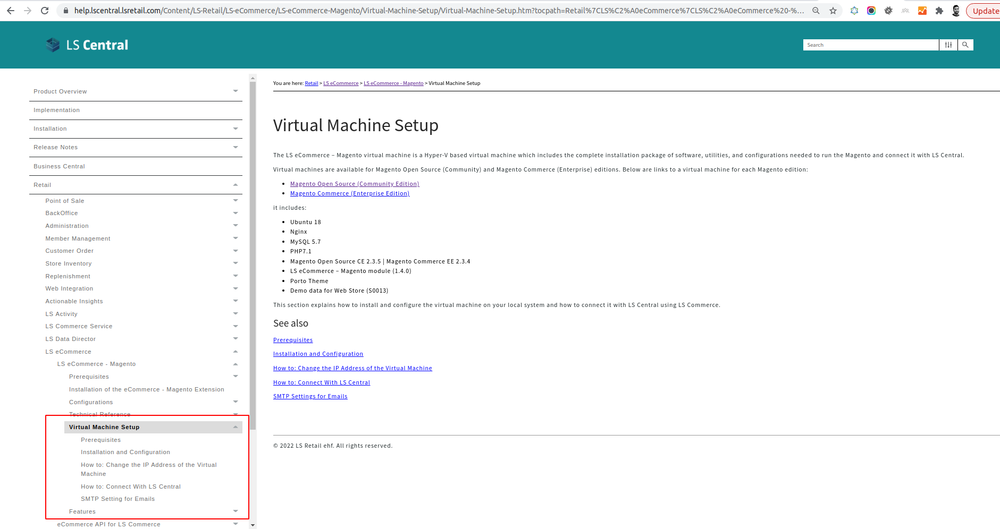 help.lscentral.lsretail.com/Content/LS-Retail/LS-eCommerce/LS-eCommerce-Magento/Virtual-Machine-Setup/Virtual-Machine-Setup.htm?tocpath=Retail%7CLS%C2%A0eCommerce%7CLS%C2%A0eCommerce%20-%...
Update
LS Central
Search
Product Overview
Implementation
Installation
Release Notes
Business Central
Retail
Point of Sale
BackOffice
Administration
Member Management
Customer Order
Store Inventory
Replenishment
Web Integration
Actionable Insights
LS Activity
LS Commerce Service
LS Data Director
LS eCommerce
LS eCommerce - Magento
Prerequisites
Installation of the eCommerce - Magento Extension
Configurations
Technical Reference
Virtual Machine Setup
Prerequisites
Installation and Configuration
How to: Change the IP Address of the Virtual
Machine
How to: Connect With LS Central
SMTP Setting for Emails
Features
eCommerce API for LS Commerce
You are here: Retail > LS eCommerce > LS eCommerce - Magento > Virtual Machine Setup
Virtual Machine Setup
The LS eCommerce – Magento virtual machine is a Hyper-V based virtual machine which includes the complete installation package of software, utilities, and configurations needed to run the Magento and connect it with LS Central.
Virtual machines are available for Magento Open Source (Community) and Magento Commerce (Enterprise) editions. Below are links to a virtual machine for each Magento edition:
• Magento Open Source (Community Edition)
• Magento Commerce (Enterprise Edition)
it includes:
• Ubuntu 18
• Nginx
• MySQL 5.7
• PHP7.1
• Magento Open Source CE 2.3.5 | Magento Commerce EE 2.3.4
• LS eCommerce – Magento module (1.4.0)
• Porto Theme
• Demo data for Web Store (S0013)
This section explains how to install and configure the virtual machine on your local system and how to connect it with LS Central using LS Commerce.
See also
Prerequisites
Installation and Configuration
How to: Change the IP Address of the Virtual Machine
How to: Connect With LS Central
SMTP Settings for Emails
© 2022 LS Retail ehf. All rights reserved.